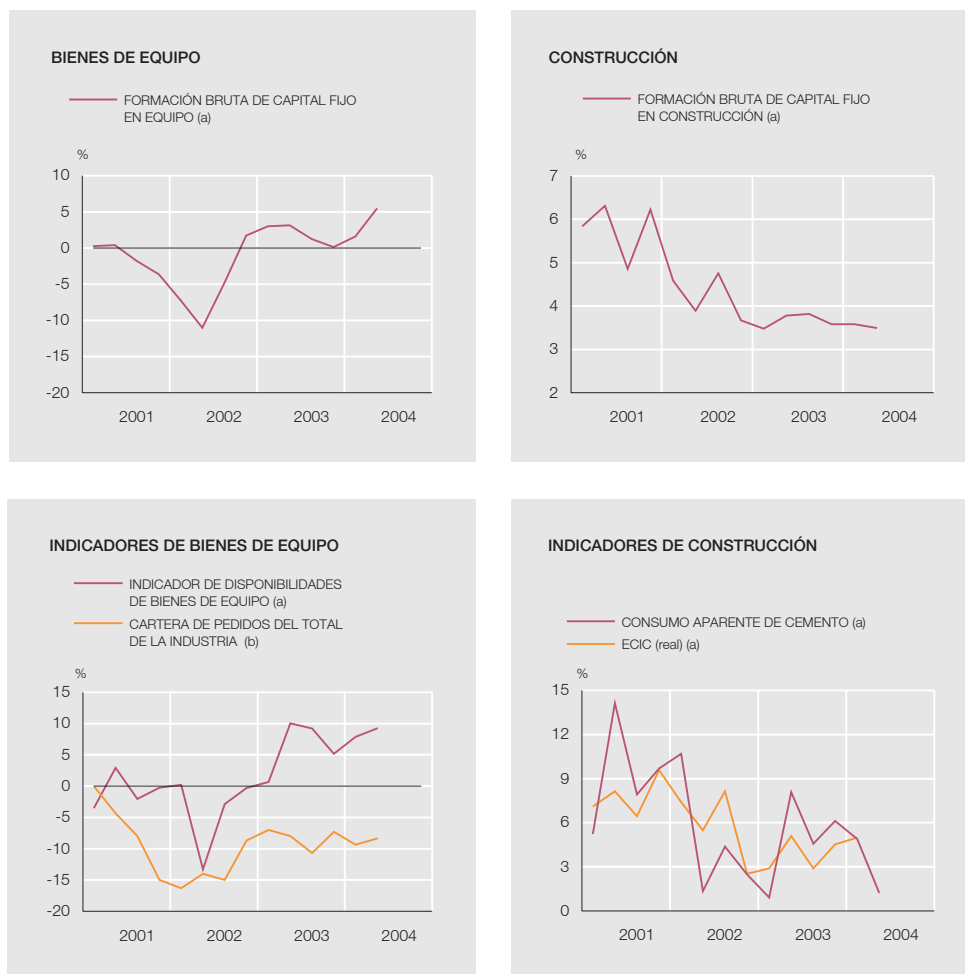 BIENES DE EQUIPO
FORMACIÓN BRUTA DE CAPITAL FIJO
EN EQUIPO (a)
%
10
5
0
-5
-10
-15
-20
2001 2002 2003 2004
CONSTRUCCIÓN
FORMACIÓN BRUTA DE CAPITAL FIJO
EN CONSTRUCCIÓN (a)
%
7
6
5
4
3
2
2001 2002 2003 2004
INDICADORES DE BIENES DE EQUIPO
INDICADOR DE DISPONIBILIDADES
DE BIENES DE EQUIPO (a)
CARTERA DE PEDIDOS DEL TOTAL
DE LA INDUSTRIA (b)
%
15
10
5
0
-5
-10
-15
-20
2001 2002 2003 2004
INDICADORES DE CONSTRUCCIÓN
CONSUMO APARENTE DE CEMENTO (a)
ECIC (real) (a)
%
15
12
9
6
3
0
2001 2002 2003 2004